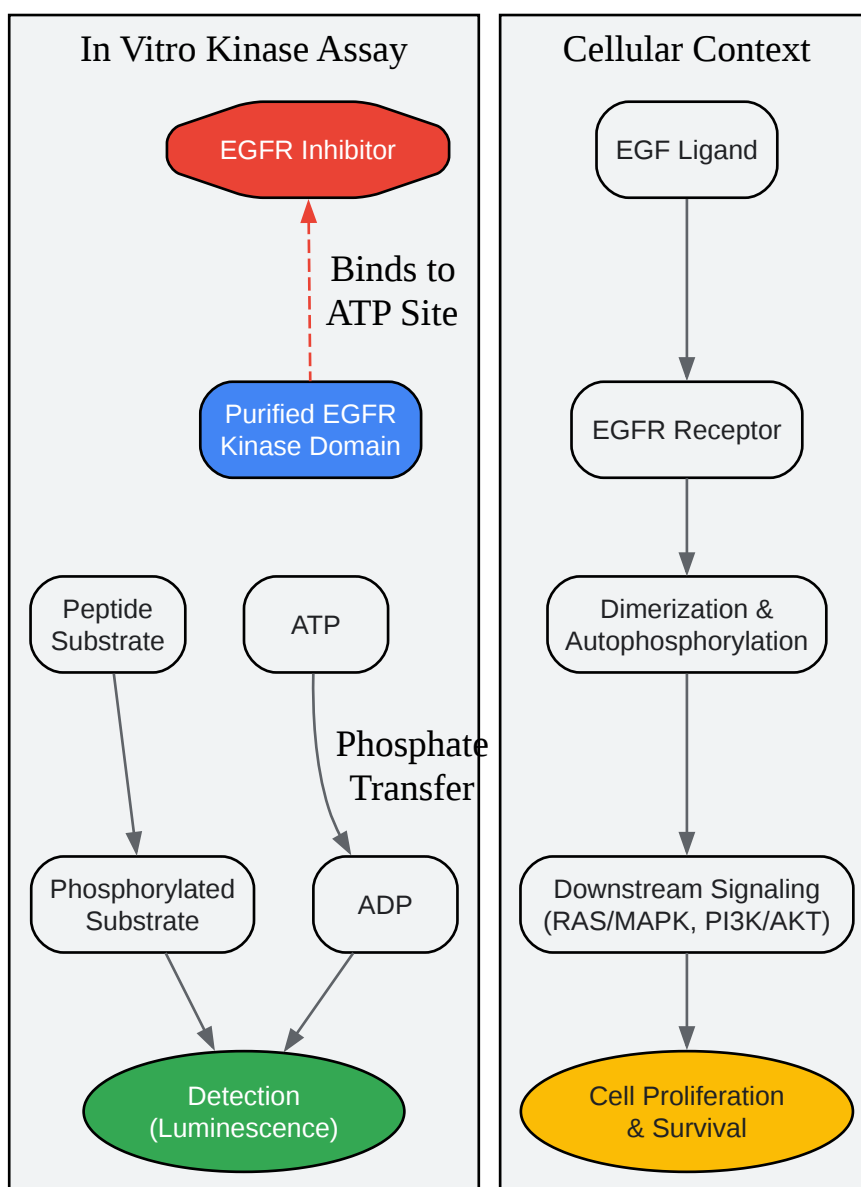 In Vitro Kinase Assay
EGFR Inhibitor
Binds to
ATP Site
Purified EGFR
Kinase Domain
Peptide
Substrate
ATP
Phosphate
Transfer
Phosphorylated
Substrate
ADP
Detection
(Luminescence)
Cellular Context
EGF Ligand
EGFR Receptor
Dimerization &
Autophosphorylation
Downstream Signaling
(RAS/MAPK, PI3K/AKT)
Cell Proliferation
& Survival